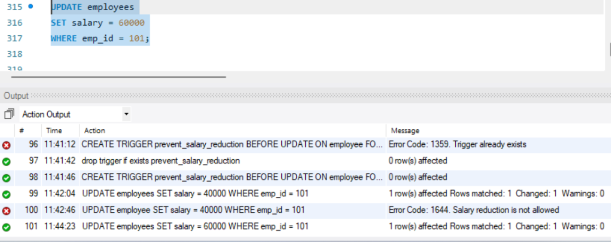 315 UPDATE employees
316 SET salary = 60000
317 WHERE emp_id = 101;
318
319
Output
Action Output
# Time Action Message
96 11:41:12 CREATE TRIGGER prevent_salary_reduction BEFORE UPDATE ON employee FO... Error Code: 1359. Trigger already exists
97 11:41:42 drop trigger if exists prevent_salary_reduction 0 row(s) affected
98 11:41:46 CREATE TRIGGER prevent_salary_reduction BEFORE UPDATE ON employee FO... 0 row(s) affected
99 11:42:04 UPDATE employees SET salary = 40000 WHERE emp_id = 101 1 row(s) affected Rows matched: 1 Changed: 1 Warnings: 0
100 11:42:46 UPDATE employee SET salary = 40000 WHERE emp_id = 101 Error Code: 1644. Salary reduction is not allowed
101 11:44:23 UPDATE employees SET salary = 60000 WHERE emp_id = 101 1 row(s) affected Rows matched: 1 Changed: 1 Warnings: 0